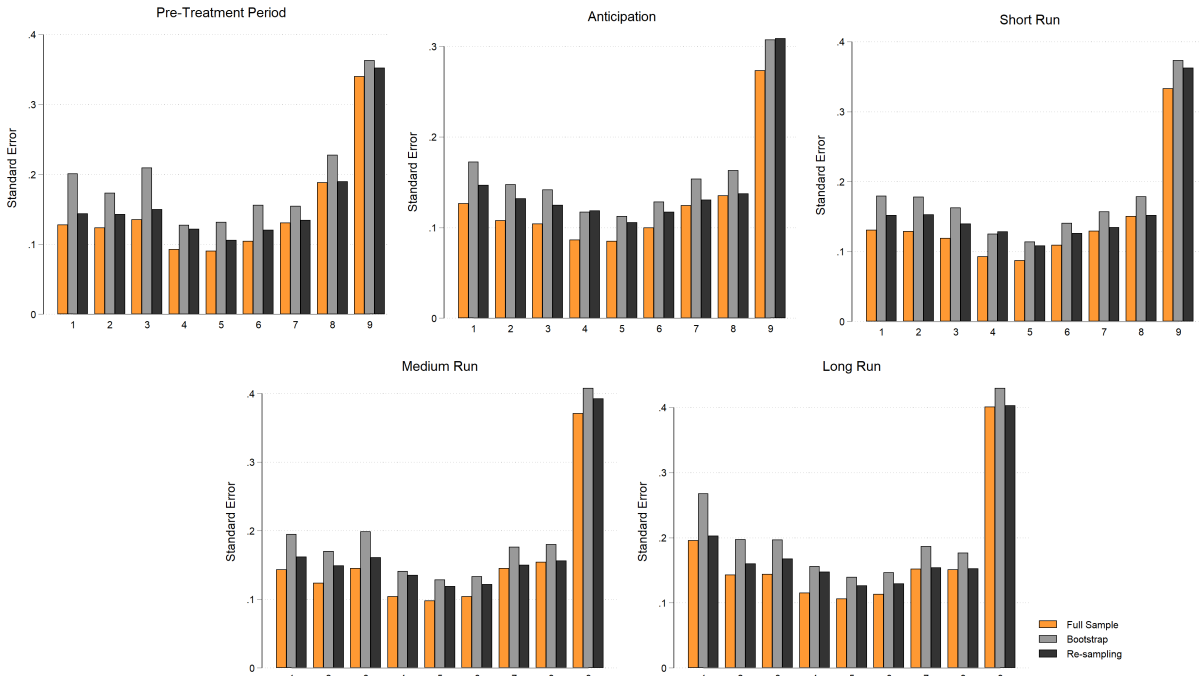 Pre-Treatment Period
Standard Error
.4
.3
.2
.1
0
1 2 3 4 5 6 7 8 9
Anticipation
Standard Error
.3
.2
.1
0
1 2 3 4 5 6 7 8 9
Short Run
Standard Error
.4
.3
.2
.1
0
1 2 3 4 5 6 7 8 9
Medium Run
Standard Error
.4
.3
.2
.1
0
Long Run
Standard Error
.4
.3
.2
.1
0
Full Sample
Bootstrap
Re-sampling